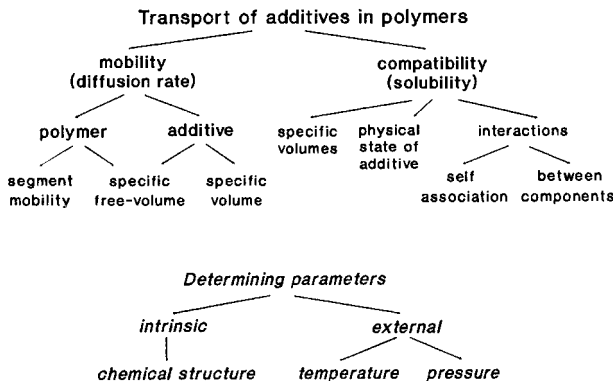 Transport of additives in polymers
mobility
(diffusion rate)
compatibility
(solubility)
polymer
additive
specific
volumes
physical
state of
additive
interactions
segment
mobility
specific
free-volume
specific
volume
self
association
between
components
Determining parameters
intrinsic
external
chemical structure
temperature
pressure